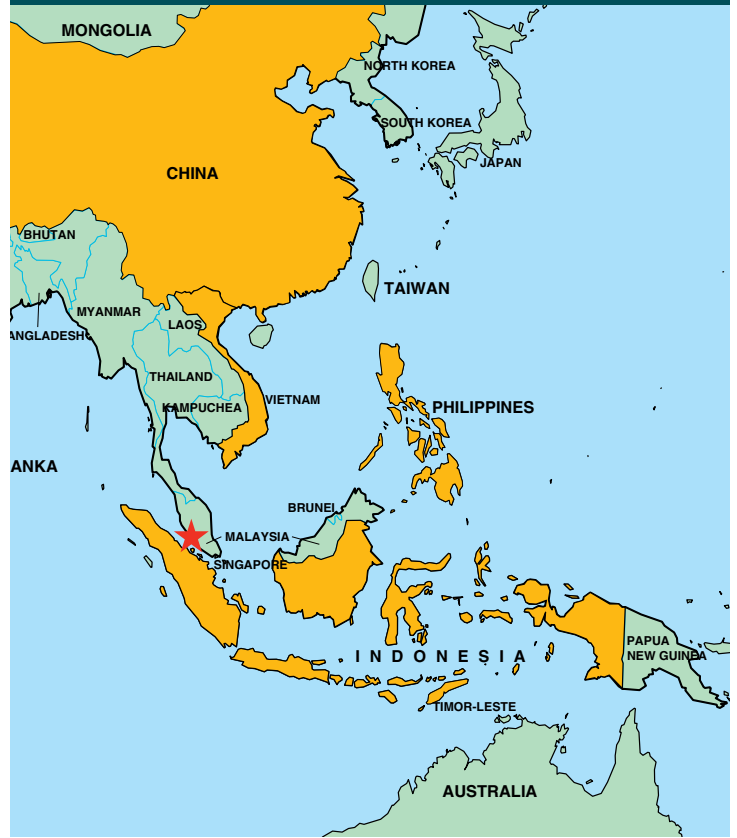 MONGOLIA
NORTH KOREA
SOUTH KOREA
JAPAN
CHINA
BHUTAN
TAIWAN
MYANMAR
LAOS
ANGLADESH
THAILAND
VIETNAM
KAMPUCHEA
PHILIPPINES
ANKA
BRUNEI
MALAYSIA
SINGAPORE
PAPUA
NEW GUINEA
INDONESIA
TIMOR-LESTE
AUSTRALIA